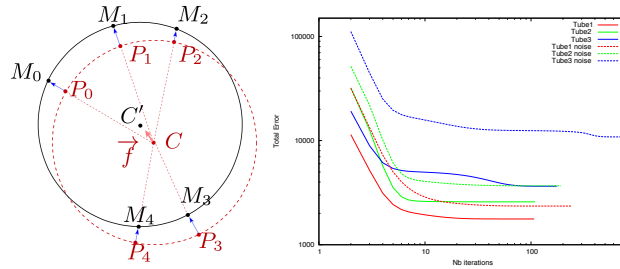 M₁
M₂
P₁
P₂
M₀
P₀
C'
C
f
M₃
M₄
P₃
P₄
Tube1
Tube2
Tube3
Tube1 noise
Tube2 noise
Tube3 noise
100000
10000
1000
Total Error
1 10 100
Nb iterations